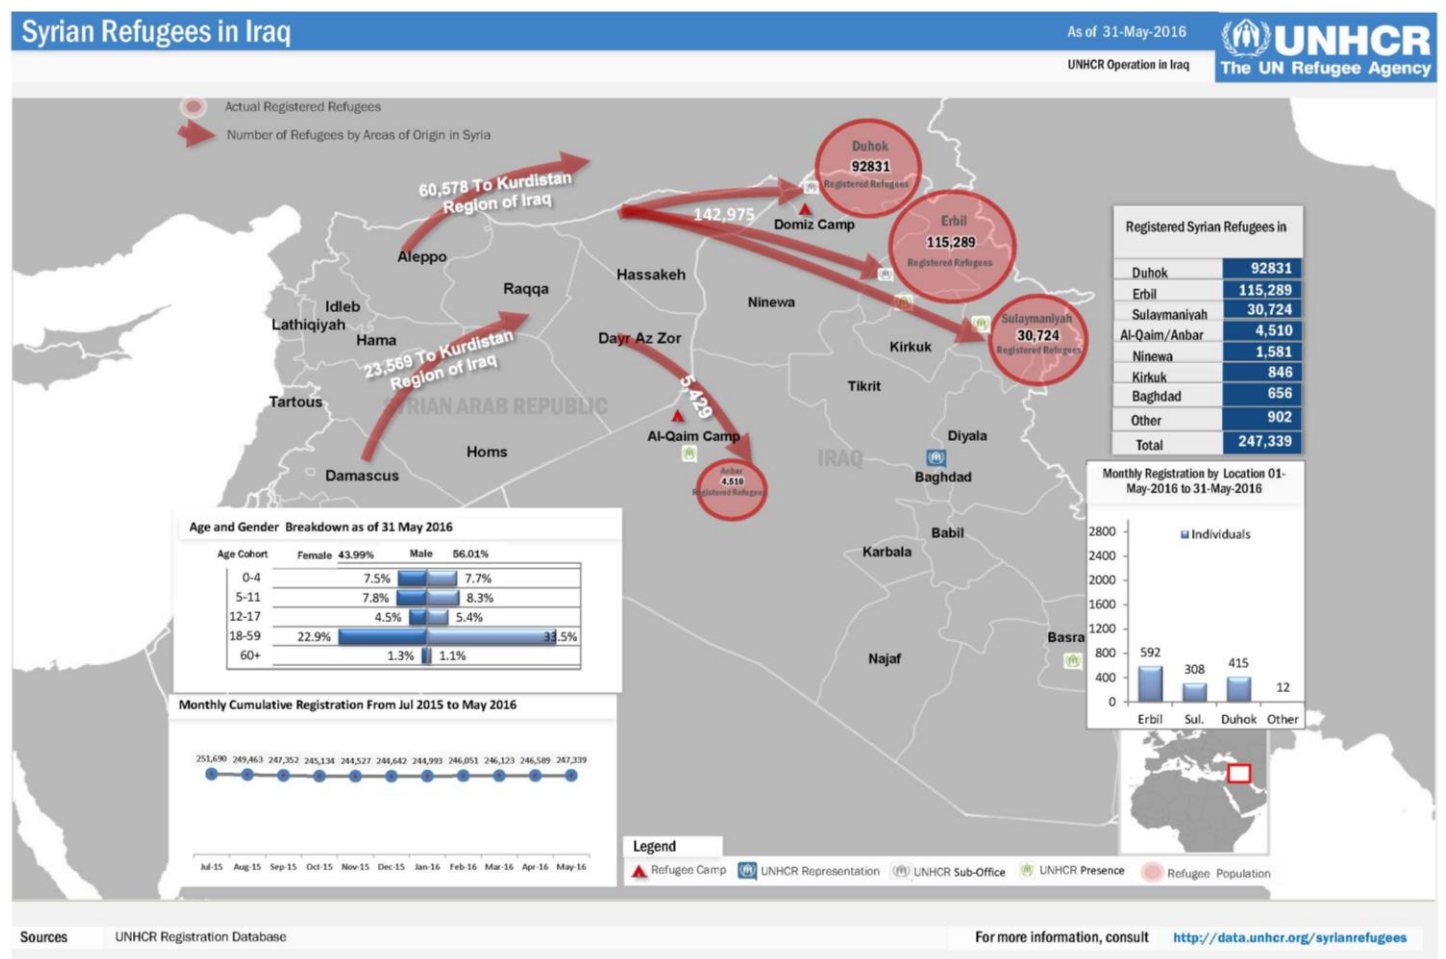 Syrian Refugees in Iraq
As of 31-May-2016
UNHCR Operation in Iraq
UNHCR
The UN Refugee Agency
Actual Registered Refugees
Number of Refugees by Areas of Origin in Syria
60,578 To Kurdistan
Region of Iraq
142,975
Duhok
92831
Registered Refugees
Domiz Camp
Erbil
115,289
Registered Refugees
Aleppo
Hassakeh
Raqqa
Ninewa
Idleb
Lathiqiyah
Hama
Dayr Az Zor
Sulaymaniyah
30,724
Registered Refugees
Kirkuk
23,569 To Kurdistan
Region of Iraq
Tikrit
5,429
Tartous
SYRIAN ARAB REPUBLIC
Al-Qaim Camp
Diyala
Homs
IRAQ
Damascus
Anbar
4,510
Registered Refugees
Baghdad
Babil
Karbala
Basra
Najaf
Registered Syrian Refugees in
Duhok 92831
Erbil 115,289
Sulaymaniyah 30,724
Al-Qaim/Anbar 4,510
Ninewa 1,581
Kirkuk 846
Baghdad 656
Other 902
Total 247,339
Monthly Registration by Location 01-
May-2016 to 31-May-2016
Individuals
2800
2400
2000
1600
1200
800
400
0
592
308
415
12
Erbil Sul. Duhok Other
Age and Gender Breakdown as of 31 May 2016
Age Cohort Female 43.99% Male 56.01%
0-4 7.5% 7.7%
5-11 7.8% 8.3%
12-17 4.5% 5.4%
18-59 22.9% 33.5%
60+ 1.3% 1.1%
Monthly Cumulative Registration From Jul 2015 to May 2016
251,690 249,463 247,352 245,134 244,527 244,642 244,993 246,051 246,123 246,589 247,339
Jul-15 Aug-15 Sep-15 Oct-15 Nov-15 Dec-15 Jan-16 Feb-16 Mar-16 Apr-16 May-16
Legend
Refugee Camp
UNHCR Representation
UNHCR Sub-Office
UNHCR Presence
Refugee Population
Sources
UNHCR Registration Database
For more information, consult http://data.unhcr.org/syrianrefugees